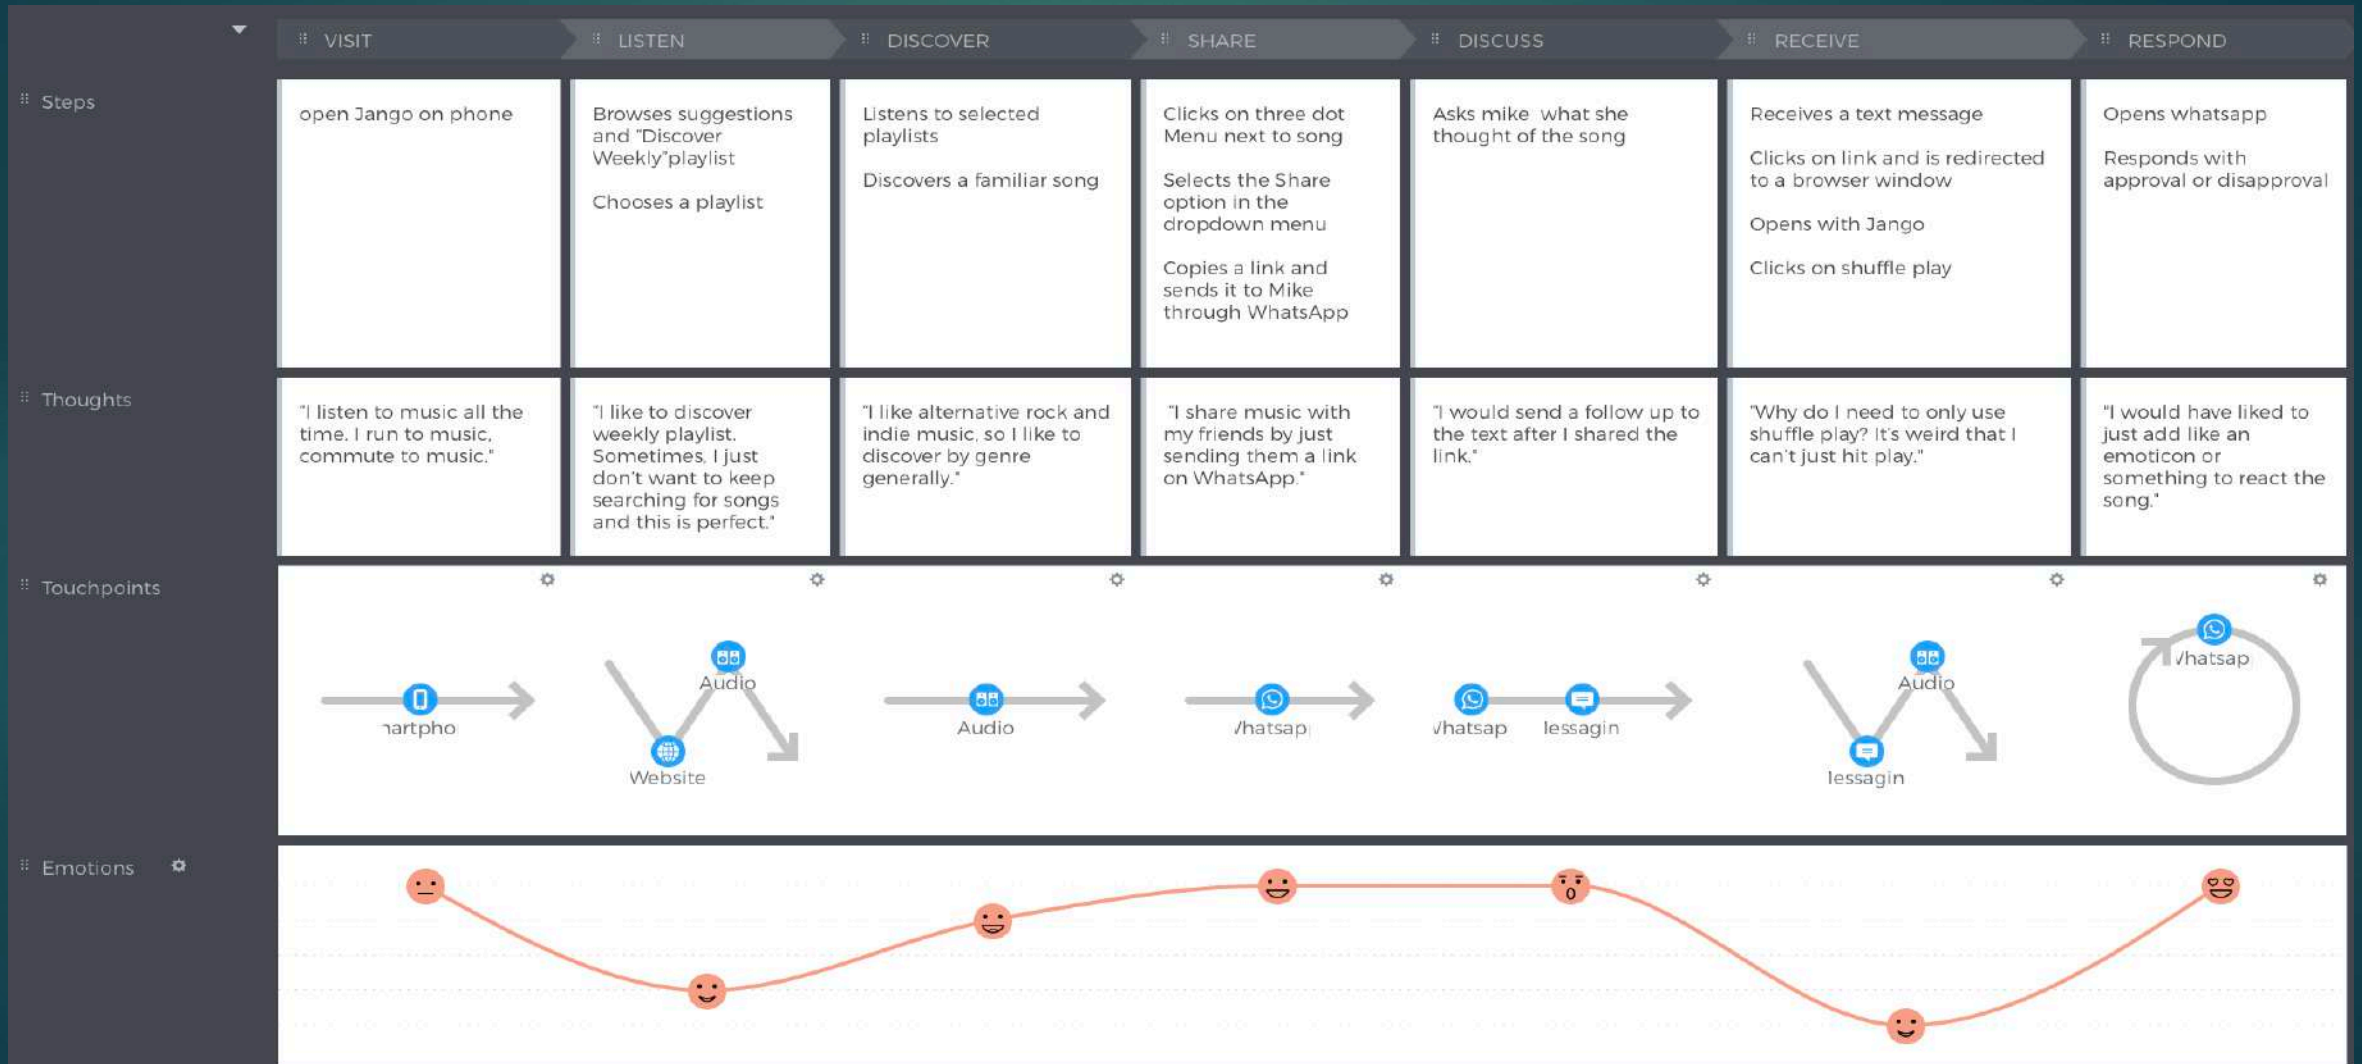 VISIT
LISTEN
DISCOVER
SHARE
DISCUSS
RECEIVE
RESPOND
Steps
open Jango on phone
Browses suggestions
and "Discover
Weekly"playlist
Chooses a playlist
Listens to selected
playlists
Discovers a familiar song
Clicks on three dot
Menu next to song
Selects the Share
option in the
dropdown menu
Copies a link and
sends it to Mike
through WhatsApp
Asks mike what she
thought of the song
Receives a text message
Clicks on link and is redirected
to a browser window
Opens with Jango
Clicks on shuffle play
Opens whatsapp
Responds with
approval or disapproval
Thoughts
"I listen to music all the
time. I run to music,
commute to music."
"I like to discover
weekly playlist.
Sometimes, I just
don't want to keep
searching for songs
and this is perfect."
"I like alternative rock and
indie music, so I like to
discover by genre
generally."
"I share music with
my friends by just
sending them a link
on WhatsApp."
"I would send a follow up to
the text after I shared the
link."
"Why do I need to only use
shuffle play? It's weird that I
can't just hit play."
"I would have liked to
just add like an
emoticon or
something to react the
song."
Touchpoints
artpho
Website
Audio
Audio
hatsap
hatsap
essagin
essagin
Audio
hatsap
Emotions